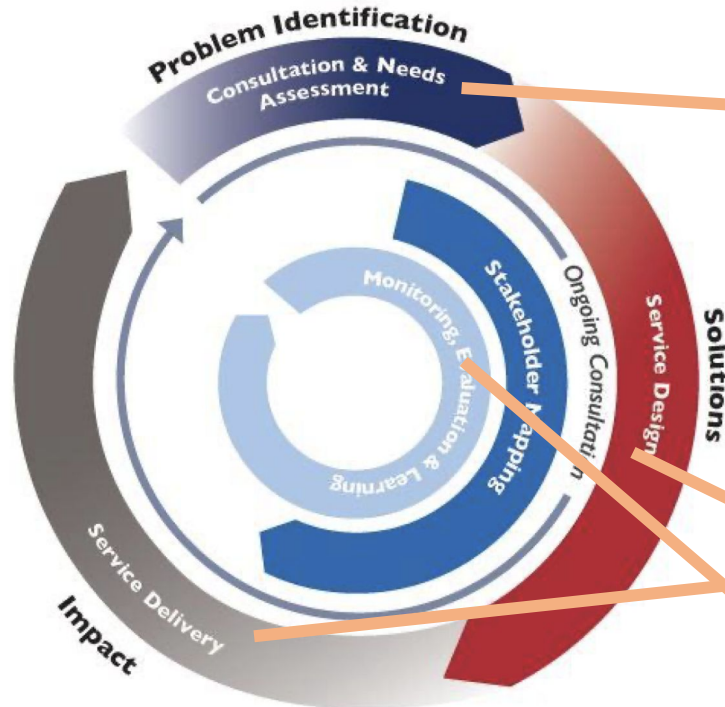 Problem Identification
Consultation & Needs
Assessment
Solutions
Service Design
Ongoing Consultation
Stakeholder Mapping
Monitoring, Evaluation & Learning
Service Delivery
Impact